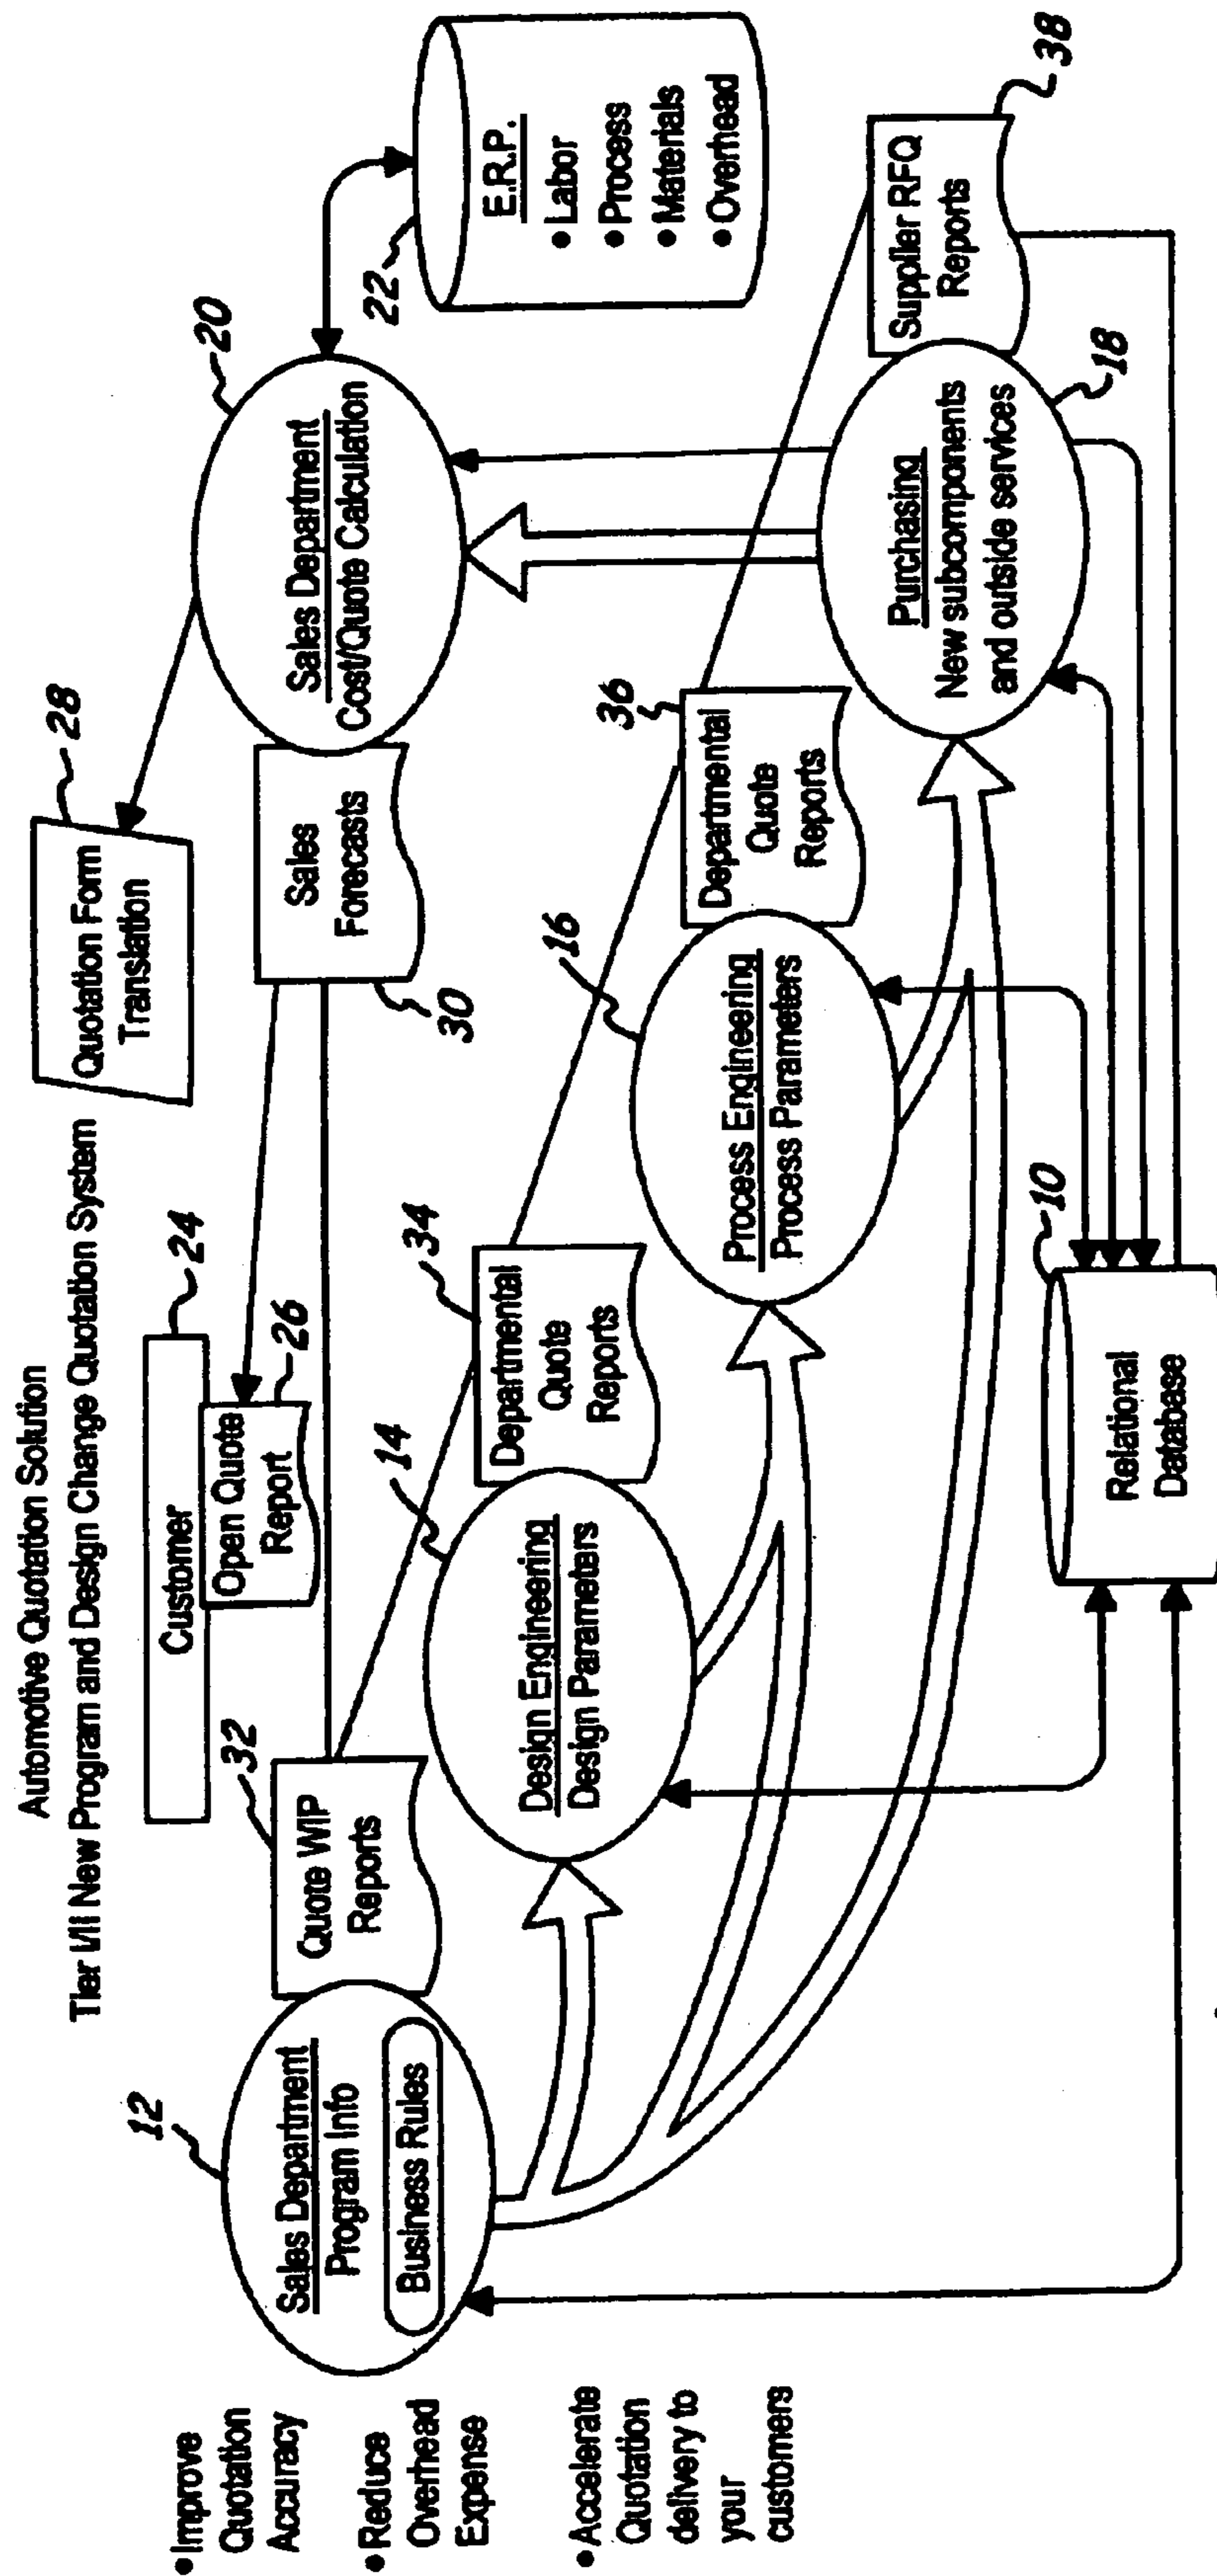 Automotive Quotation Solution
Tier I/II New Program and Design Change Quotation System
• Improve
Quotation
Accuracy
• Reduce
Overhead
Expense
• Accelerate
Quotation
delivery to
your
customers
12
Sales Department
Program Info
Business Rules
32
Quote WIP
Reports
Customer
24
Open Quote
Report
26
28
Quotation Form
Translation
Sales
Forecasts
30
20
Sales Department
Cost/Quote Calculation
22
E.R.P.
• Labor
• Process
• Materials
• Overhead
14
Design Engineering
Design Parameters
34
Departmental
Quote
Reports
16
Process Engineering
Process Parameters
36
Departmental
Quote
Reports
Purchasing
New subcomponents
and outside services
18
Supplier RFQ
Reports
38
10
Relational
Database